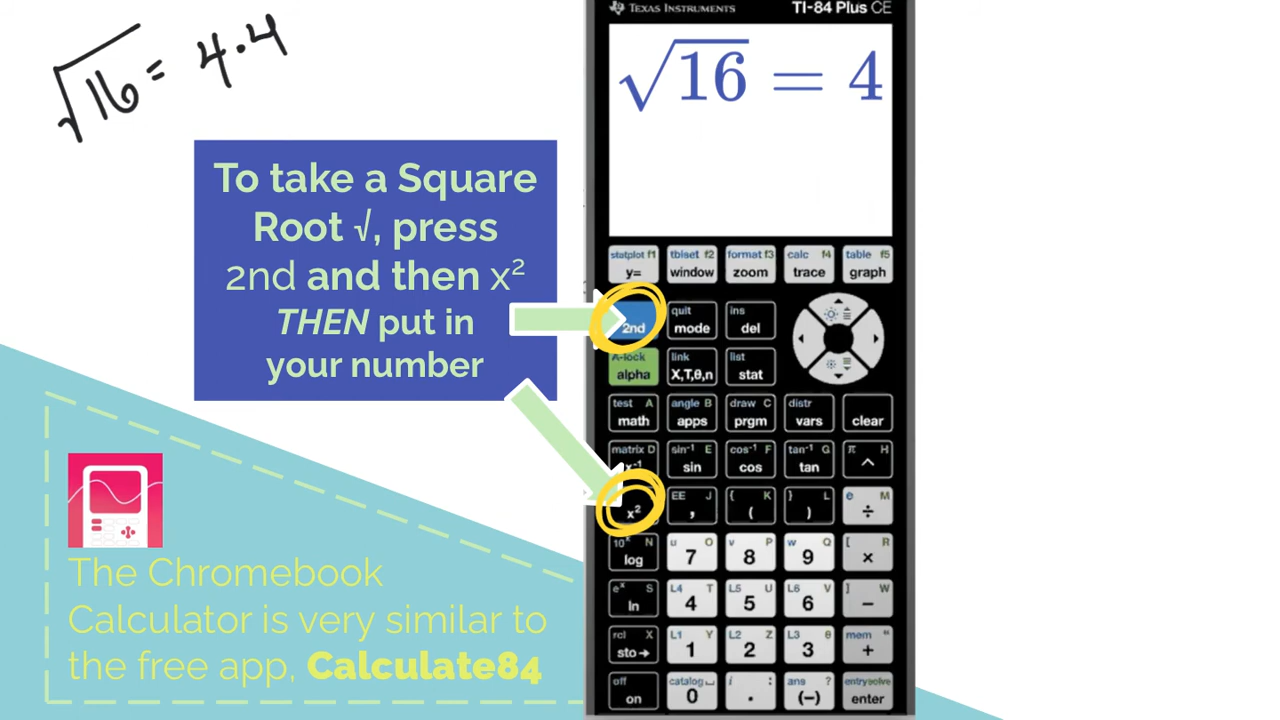 √16 = 4·4
TEXAS INSTRUMENTS TI-84 Plus CE
√16 = 4
To take a Square
Root √, press
2nd and then x²
THEN put in
your number
statplot f1 tblset f2 format f3 calc f4 table f5
y= window zoom trace graph
quit ins
2nd mode del
A-lock link list
alpha X,T,θ,n stat
test A angle B draw C distr
math apps prgm vars clear
matrix D sin⁻¹ E cos⁻¹ F tan⁻¹ G π H
x⁻¹ sin cos tan ^
EE J { K } L e M
x² , ( ) ÷
10ˣ N u O v P w Q [ R
log 7 8 9 ×
eˣ S L4 T L5 U L6 V ]
ln 4 5 6 −
rcl X L1 Y L2 Z L3 θ mem "
sto→ 1 2 3 +
off catalog i : ans ? entry solve
on 0 . (−) enter
The Chromebook
Calculator is very similar to
the free app, Calculate84